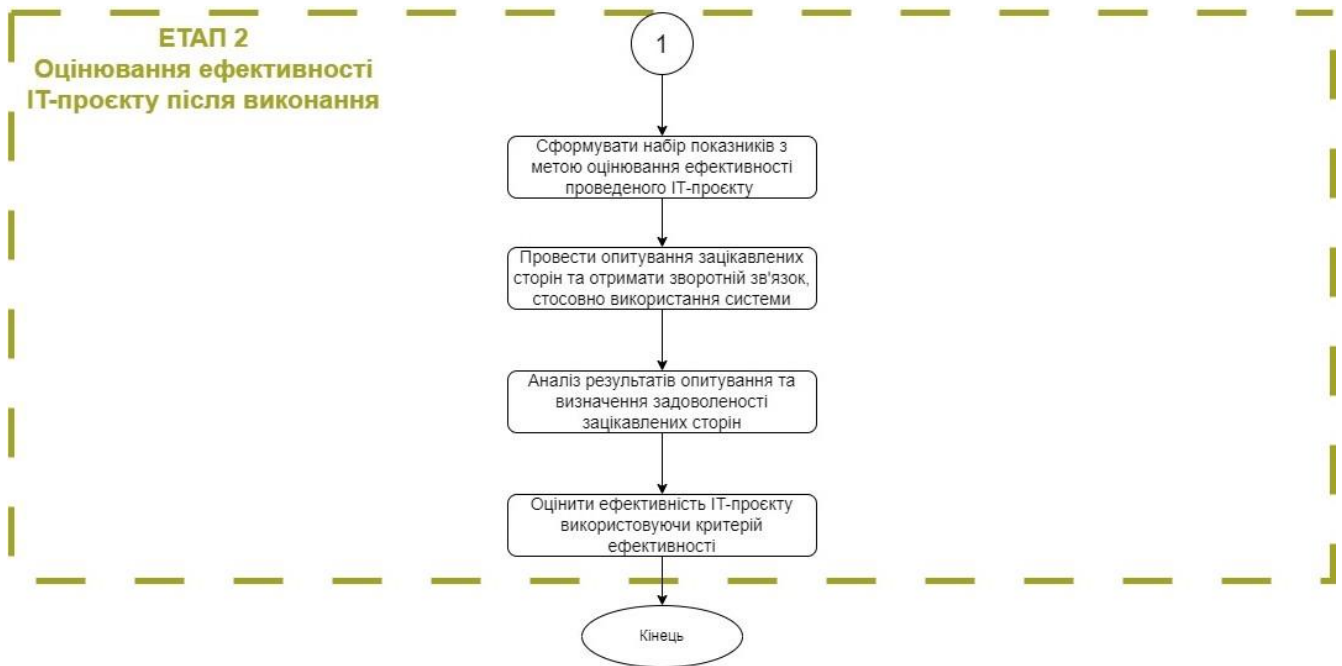 ЕТАП 2
Оцінювання ефективності
ІТ-проєкту після виконання
1
Сформувати набір показників з
метою оцінювання ефективності
проведеного ІТ-проєкту
Провести опитування зацікавлених
сторін та отримати зворотній зв'язок,
стосовно використання системи
Аналіз результатів опитування та
визначення задоволеності
зацікавлених сторін
Оцінити ефективність ІТ-проєкту
використовуючи критерій
ефективності
Кінець